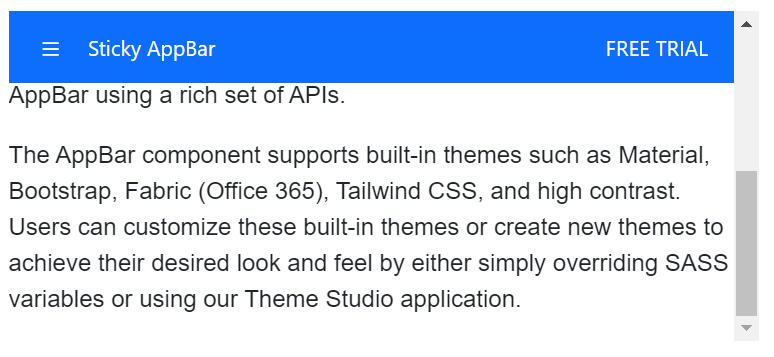 Sticky AppBar FREE TRIAL
AppBar using a rich set of APIs.
The AppBar component supports built-in themes such as Material,
Bootstrap, Fabric (Office 365), Tailwind CSS, and high contrast.
Users can customize these built-in themes or create new themes to
achieve their desired look and feel by either simply overriding SASS
variables or using our Theme Studio application.